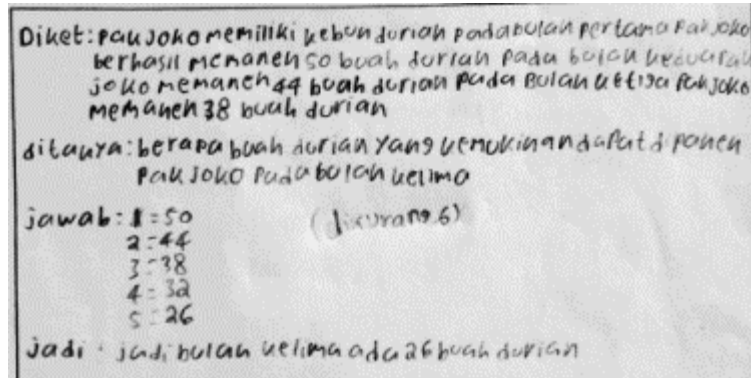 Diket: pak Joko memiliki kebun durian pada bulan pertama Pak Joko
berhasil memanen 50 buah durian pada bulan kedua Pak
Joko memanen 44 buah durian pada Bulan ketiga Pak Joko
memanen 38 buah durian
ditanya: berapa buah durian yang kemukinan dapat di panen
Pak Joko Pada bulan kelima
jawab: 1 = 50 (dikurang 6)
2 = 44
3 = 38
4 = 32
5 = 26
jadi : jadi bulan kelima ada 26 buah durian